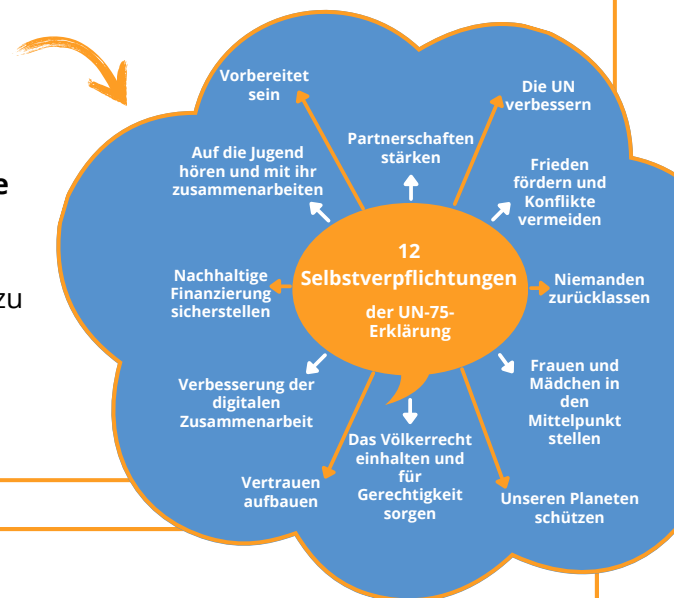 e
zu
Vorbereitet
sein
Die UN
verbessern
Partnerschaften
stärken
Auf die Jugend
hören und mit ihr
zusammenarbeiten
Frieden
fördern und
Konflikte
vermeiden
12
Selbstverpflichtungen
der UN-75-
Erklärung
Nachhaltige
Finanzierung
sicherstellen
Niemanden
zurücklassen
Verbesserung der
digitalen
Zusammenarbeit
Frauen und
Mädchen in
den
Mittelpunkt
stellen
Vertrauen
aufbauen
Das Völkerrecht
einhalten und
für
Gerechtigkeit
sorgen
Unseren Planeten
schützen